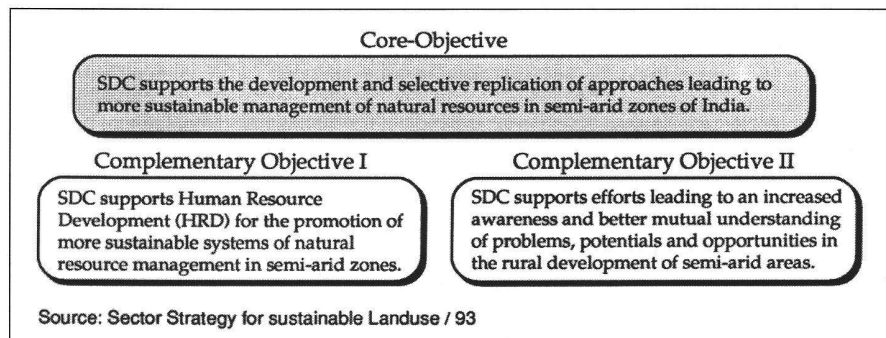 Core-Objective
SDC supports the development and selective replication of approaches leading to
more sustainable management of natural resources in semi-arid zones of India.
Complementary Objective I
SDC supports Human Resource
Development (HRD) for the promotion of
more sustainable systems of natural
resource management in semi-arid zones.
Complementary Objective II
SDC supports efforts leading to an increased
awareness and better mutual understanding
of problems, potentials and opportunities in
the rural development of semi-arid areas.
Source: Sector Strategy for sustainable Landuse / 93